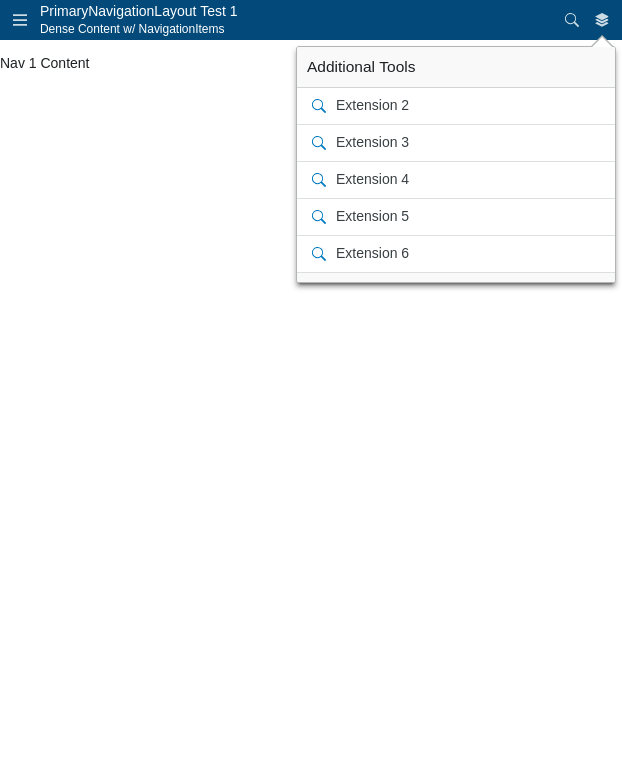 PrimaryNavigationLayout Test 1
Dense Content w/ NavigationItems
Nav 1 Content
Additional Tools
Extension 2
Extension 3
Extension 4
Extension 5
Extension 6